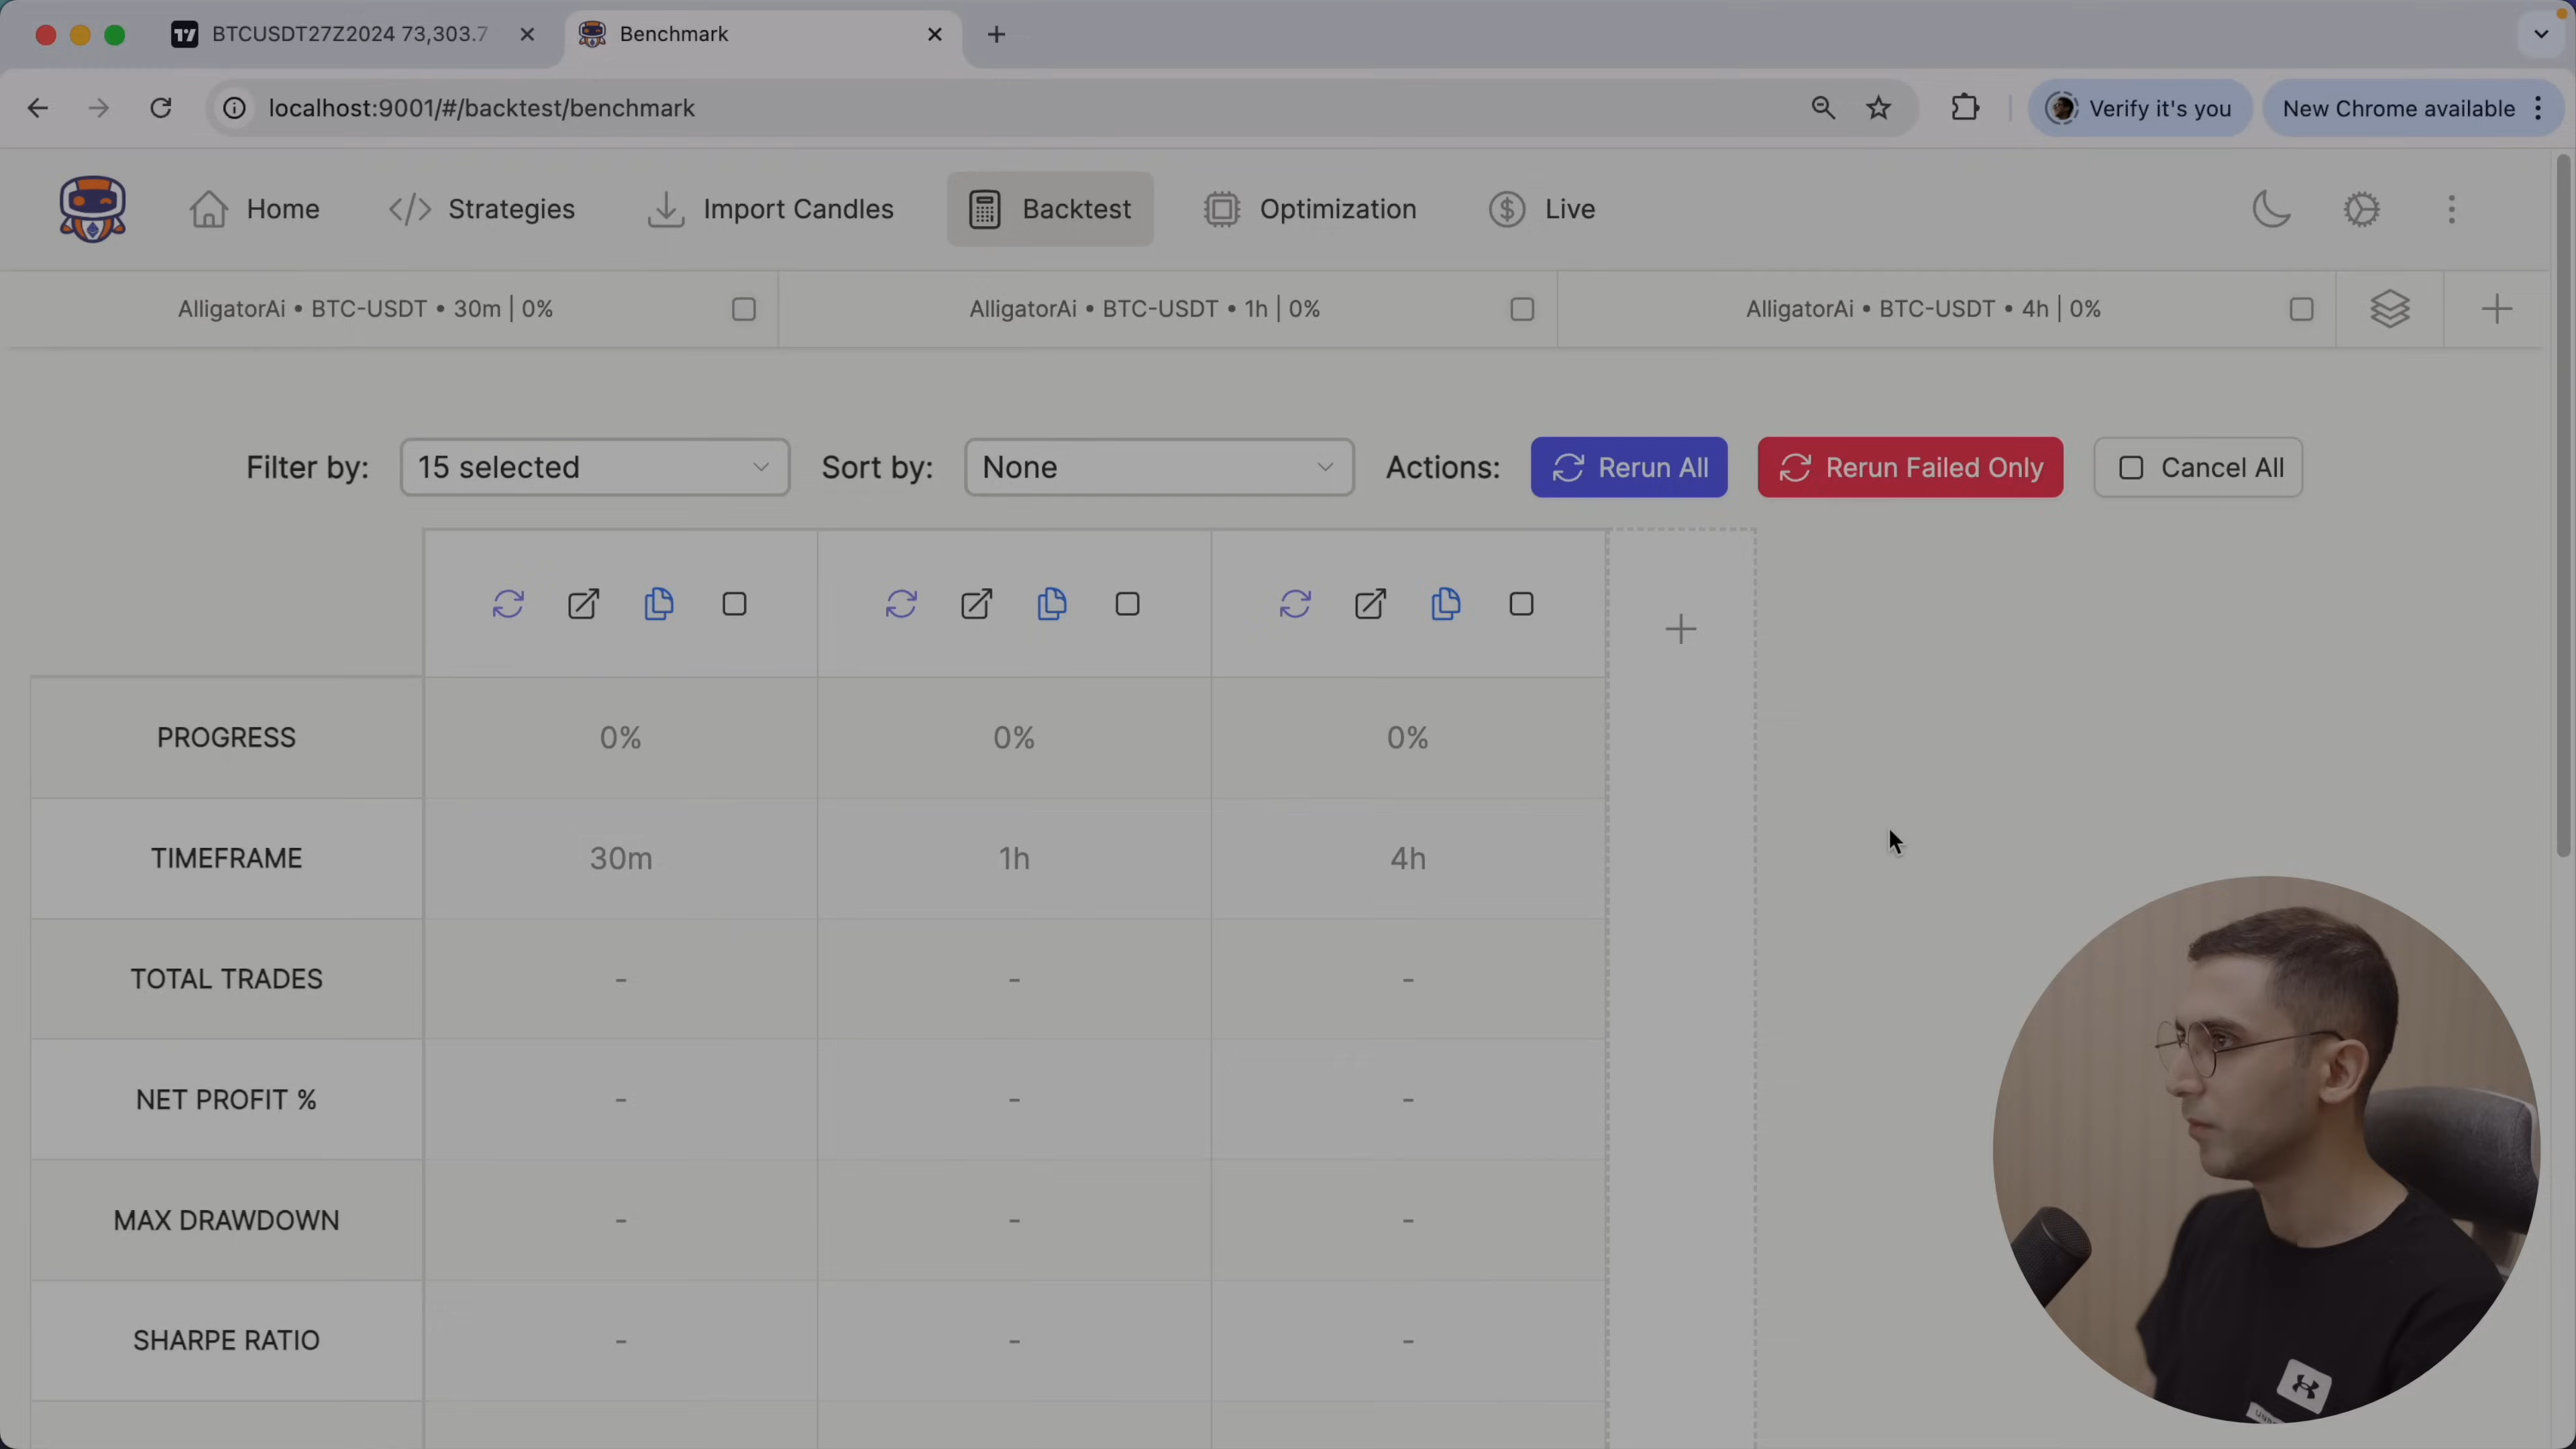 BTCUSDT27Z2024 73,303.7
Benchmark
localhost:9001/#/backtest/benchmark
Verify it's you
New Chrome available
Home
Strategies
Import Candles
Backtest
Optimization
Live
AlligatorAi • BTC-USDT • 30m | 0%
AlligatorAi • BTC-USDT • 1h | 0%
AlligatorAi • BTC-USDT • 4h | 0%
Filter by:
15 selected
Sort by:
None
Actions:
Rerun All
Rerun Failed Only
Cancel All
PROGRESS 0% 0% 0%
TIMEFRAME 30m 1h 4h
TOTAL TRADES - - -
NET PROFIT % - - -
MAX DRAWDOWN - - -
SHARPE RATIO - - -